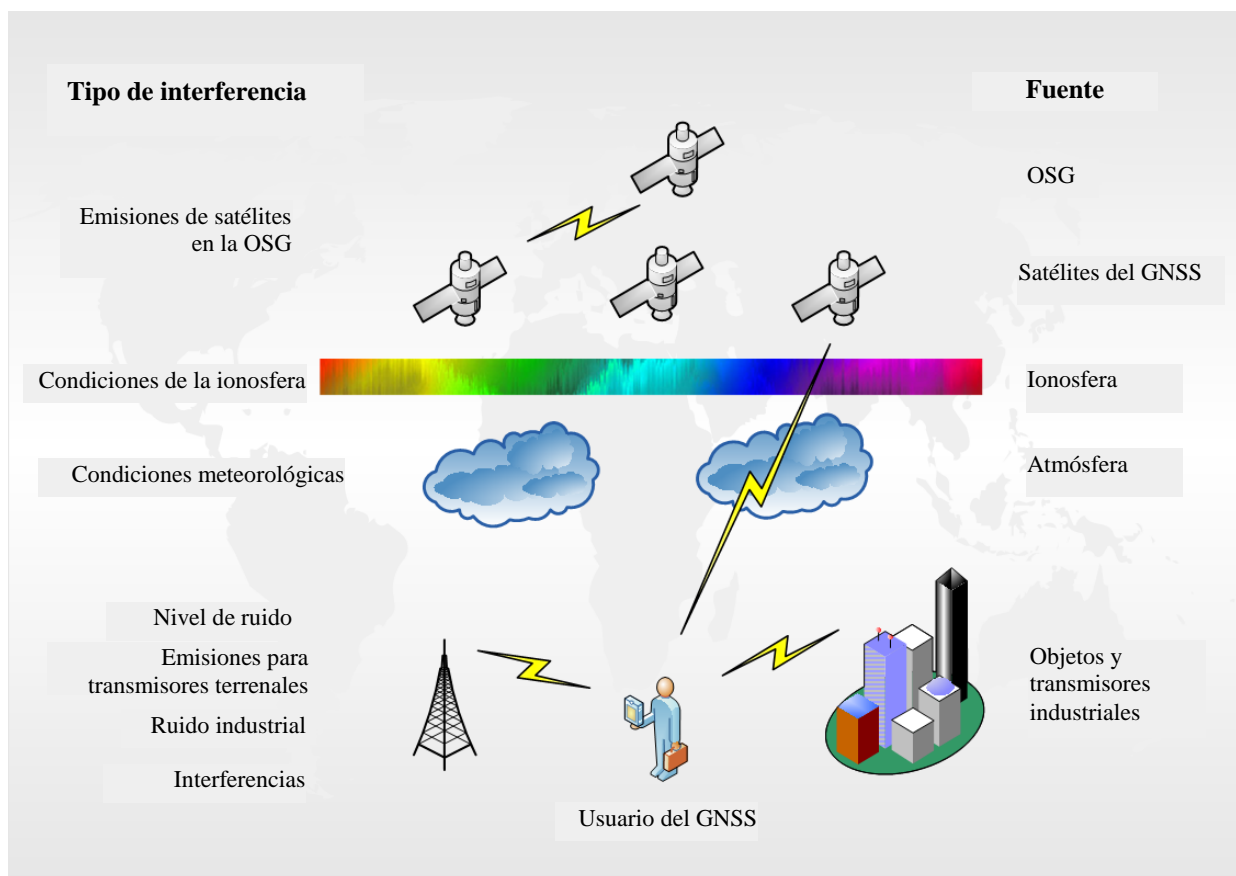 Tipo de interferencia
Fuente
OSG
Emisiones de satélites
en la OSG
Satélites del GNSS
Condiciones de la ionosfera
Ionosfera
Condiciones meteorológicas
Atmósfera
Nivel de ruido
Emisiones para
transmisores terrenales
Ruido industrial
Interferencias
Objetos y
transmisores
industriales
Usuario del GNSS